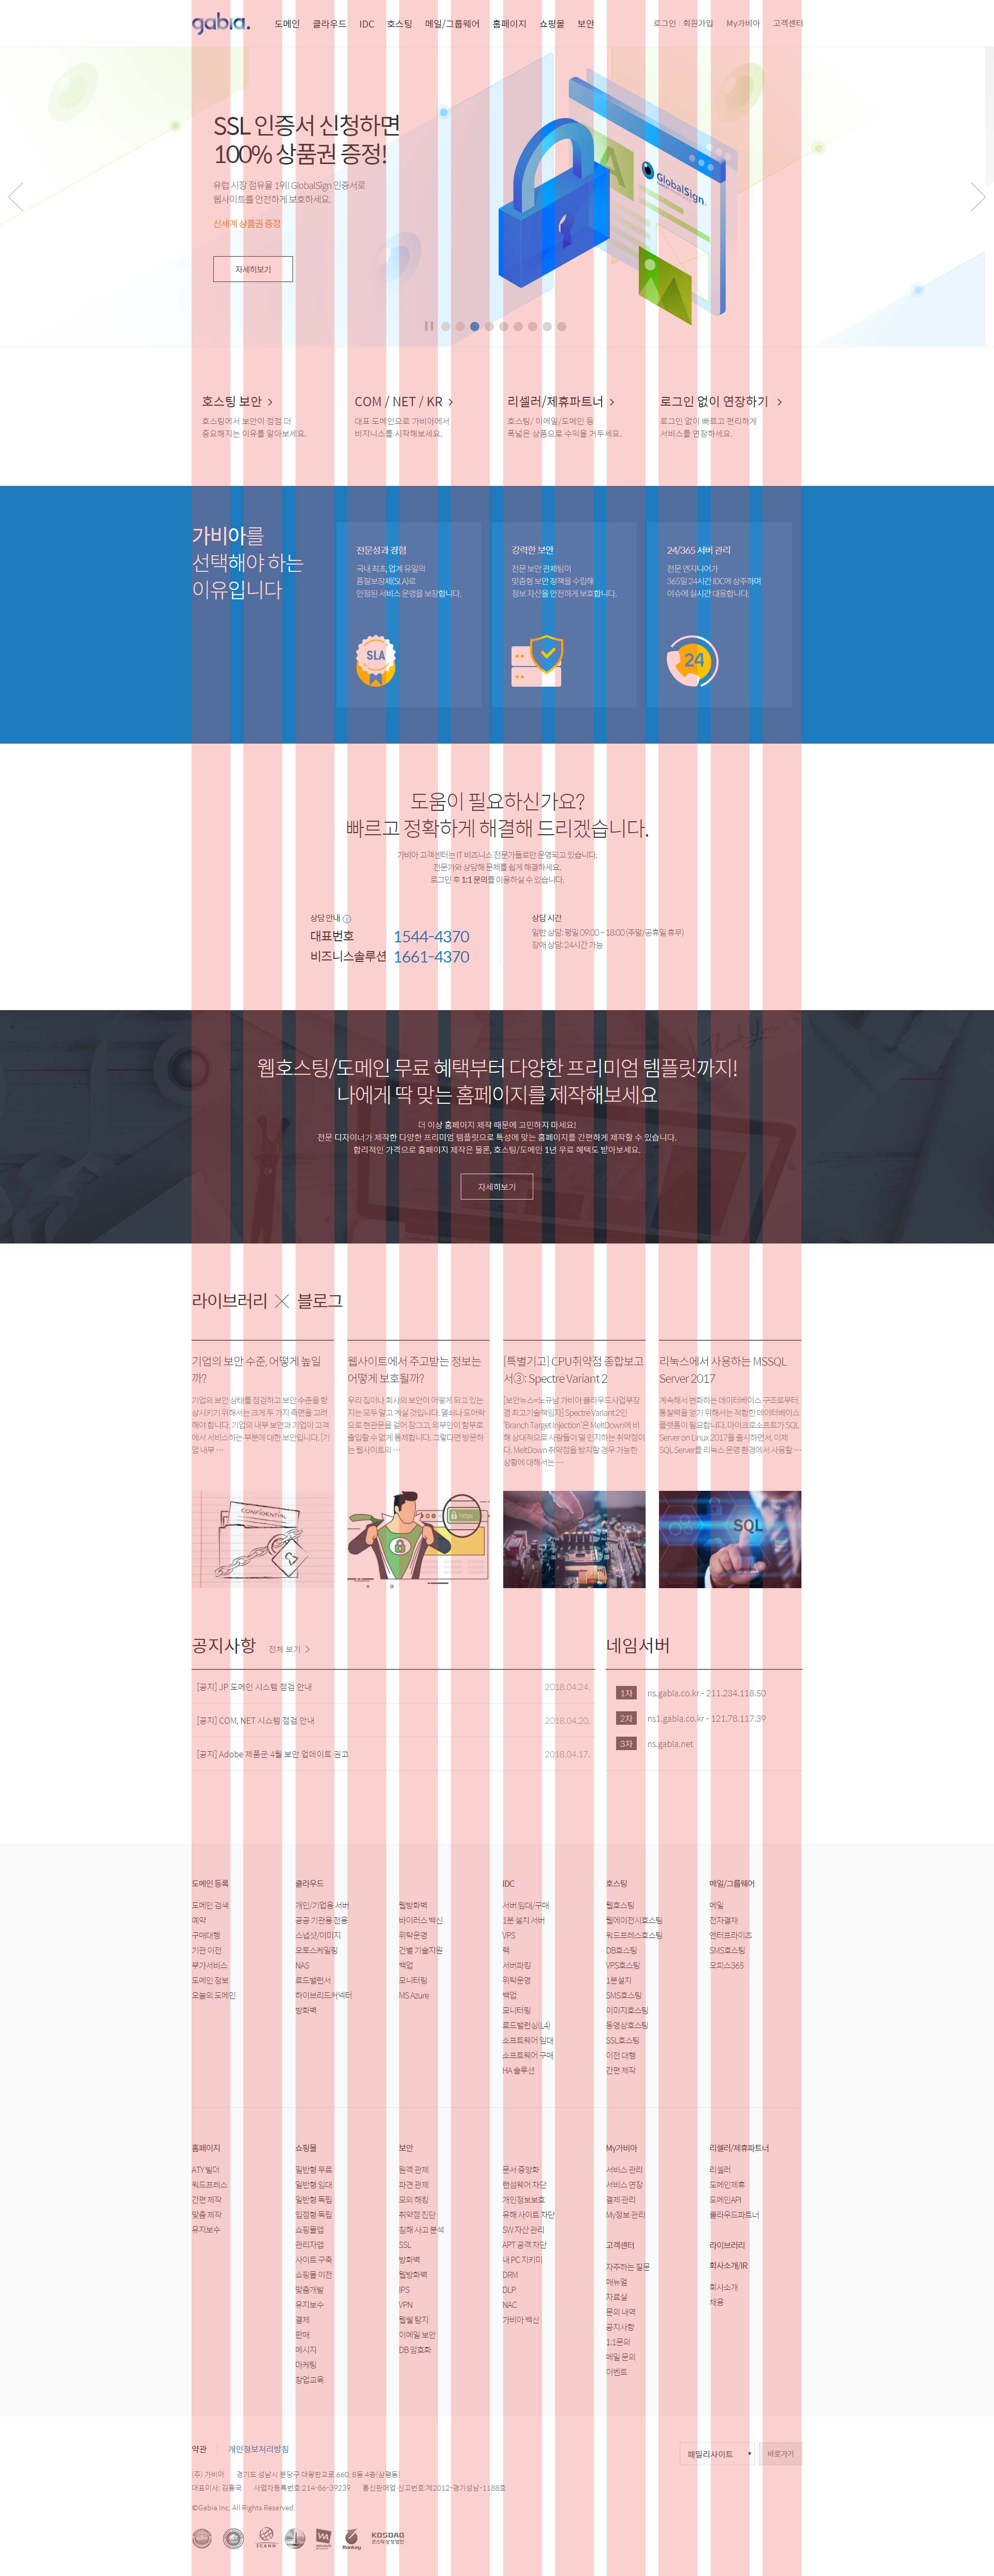 gabia.
도메인 클라우드 IDC 호스팅 메일/그룹웨어 홈페이지 쇼핑몰 보안
로그인 회원가입 My가비아 고객센터
SSL 인증서 신청하면
100% 상품권 증정!
유럽 시장 점유율 1위! GlobalSign 인증서로
웹사이트를 안전하게 보호하세요.
신세계 상품권 증정
자세히보기
GlobalSign.
호스팅 보안
호스팅에서 보안이 점점 더
중요해지는 이유를 알아보세요.
COM / NET / KR
대표 도메인으로 가비아에서
비지니스를 시작해보세요.
리셀러/제휴파트너
호스팅/ 이메일/도메인 등
폭넓은 상품으로 수익을 거두세요.
로그인 없이 연장하기
로그인 없이 빠르고 편리하게
서비스를 연장하세요.
가비아를
선택해야 하는
이유입니다
전문성과 경험
국내 최초, 업계 유일의
품질보장제(SLA)로
안정된 서비스 운영을 보장합니다.
SLA
강력한 보안
전문 보안 관제팀이
맞춤형 보안 정책을 수립해
정보 자산을 안전하게 보호합니다.
24/365 서버 관리
전문 엔지니어가
365일 24시간 IDC에 상주하며
이슈에 실시간 대응합니다.
24
도움이 필요하신가요?
빠르고 정확하게 해결해 드리겠습니다.
가비아 고객센터는 IT 비즈니스 전문가들로만 운영되고 있습니다.
전문가와 상담해 문제를 쉽게 해결하세요.
로그인 후 1:1 문의를 이용하실 수 있습니다.
상담 안내
대표번호 1544-4370
비즈니스솔루션 1661-4370
상담 시간
일반 상담: 평일 09:00 ~ 18:00 (주말/공휴일 휴무)
장애 상담: 24시간 가능
웹호스팅/도메인 무료 혜택부터 다양한 프리미엄 템플릿까지!
나에게 딱 맞는 홈페이지를 제작해보세요
더 이상 홈페이지 제작 때문에 고민하지 마세요!
전문 디자이너가 제작한 다양한 프리미엄 템플릿으로 특성에 맞는 홈페이지를 간편하게 제작할 수 있습니다.
합리적인 가격으로 홈페이지 제작은 물론, 호스팅/도메인 1년 무료 혜택도 받아보세요.
자세히보기
라이브러리 × 블로그
기업의 보안 수준, 어떻게 높일
까?
기업의 보안 상태를 점검하고 보안 수준을 향
상시키기 위해서는 크게 두 가지 측면을 고려
해야 합니다. 기업의 내부 보안과 기업이 고객
에서 서비스하는 부분에 대한 보안입니다. [기
업 내부 …
CONFIDENTIAL
웹사이트에서 주고받는 정보는
어떻게 보호될까?
우리 집이나 회사의 보안이 어떻게 되고 있는
지는 모두 알고 계실 것입니다. 열쇠나 도어락
으로 현관문을 걸어 잠그고, 외부인이 함부로
출입할 수 없게 통제합니다. 그렇다면 방문하
는 웹사이트의 …
https
[특별기고] CPU취약점 종합보고
서③: Spectre Variant 2
[보안뉴스=노규남 가비아 클라우드사업부장
겸 최고기술책임자] Spectre Variant 2인
'Branch Target Injection'은 MeltDown에 비
해 상대적으로 사람들이 덜 인지하는 취약점이
다. MeltDown 취약점을 방지할 경우 가능한
상황에 대해서는 …
리눅스에서 사용하는 MSSQL
Server 2017
계속해서 변화하는 데이터베이스 구조로부터
통찰력을 얻기 위해서는 적합한 데이터베이스
플랫폼이 필요합니다. 마이크로소프트가 SQL
Server on Linux 2017을 출시하면서, 이제
SQL Server를 리눅스 운영 환경에서 사용할 …
SQL
공지사항 전체 보기
[공지] JP 도메인 시스템 점검 안내 2018.04.24.
[공지] COM, NET 시스템 점검 안내 2018.04.20.
[공지] Adobe 제품군 4월 보안 업데이트 권고 2018.04.17.
네임서버
1차 ns.gabia.co.kr - 211.234.118.50
2차 ns1.gabia.co.kr - 121.78.117.39
3차 ns.gabia.net
도메인 등록
도메인 검색
예약
구매대행
기관 이전
부가서비스
도메인 정보
오늘의 도메인
클라우드
개인/기업용 서버
공공 기관용 전용
스냅샷/이미지
오토스케일링
NAS
로드밸런서
하이브리드커넥터
방화벽
웹방화벽
바이러스 백신
위탁운영
건별 기술지원
백업
모니터링
MS Azure
IDC
서버 임대/구매
1분 설치 서버
VPS
랙
서버파킹
위탁운영
백업
모니터링
로드밸런싱(L4)
소프트웨어 임대
소프트웨어 구매
HA 솔루션
호스팅
웹호스팅
웹에이전시호스팅
워드프레스호스팅
DB호스팅
VPS호스팅
1분설치
SMS호스팅
이미지호스팅
동영상호스팅
SSL호스팅
이전 대행
간편 제작
메일/그룹웨어
메일
전자결재
엔터프라이즈
SMS호스팅
오피스365
홈페이지
ATY 빌더
워드프레스
간편 제작
맞춤 제작
유지보수
쇼핑몰
일반형 무료
일반형 임대
일반형 독립
입점형 독립
쇼핑몰앱
관리자앱
사이트 구축
쇼핑몰 이전
맞춤개발
유지보수
결제
판매
메시지
마케팅
창업교육
보안
원격 관제
파견 관제
모의 해킹
취약점 진단
침해 사고 분석
SSL
방화벽
웹방화벽
IPS
VPN
웹쉘 탐지
이메일 보안
DB 암호화
문서 중앙화
랜섬웨어 차단
개인정보보호
유해 사이트 차단
SW 자산 관리
APT 공격 차단
내 PC 지키미
DRM
DLP
NAC
가비아 백신
My가비아
서비스 관리
서비스 연장
결제 관리
My정보 관리
고객센터
자주하는 질문
매뉴얼
자료실
문의 내역
공지사항
1:1문의
메일 문의
이벤트
리셀러/제휴파트너
리셀러
도메인제휴
도메인API
클라우드파트너
라이브러리
회사소개/IR
회사소개
채용
약관 개인정보처리방침
패밀리사이트 바로가기
(주) 가비아 경기도 성남시 분당구 대왕판교로 660, B동 4층(삼평동)
대표이사: 김홍국 사업자등록번호:214-86-39239 통신판매업 신고번호:제2012-경기성남-1188호
©Gabia Inc. All Rights Reserved.
ICANN
WA
Rankey
KOSDAQ
코스닥상장법인